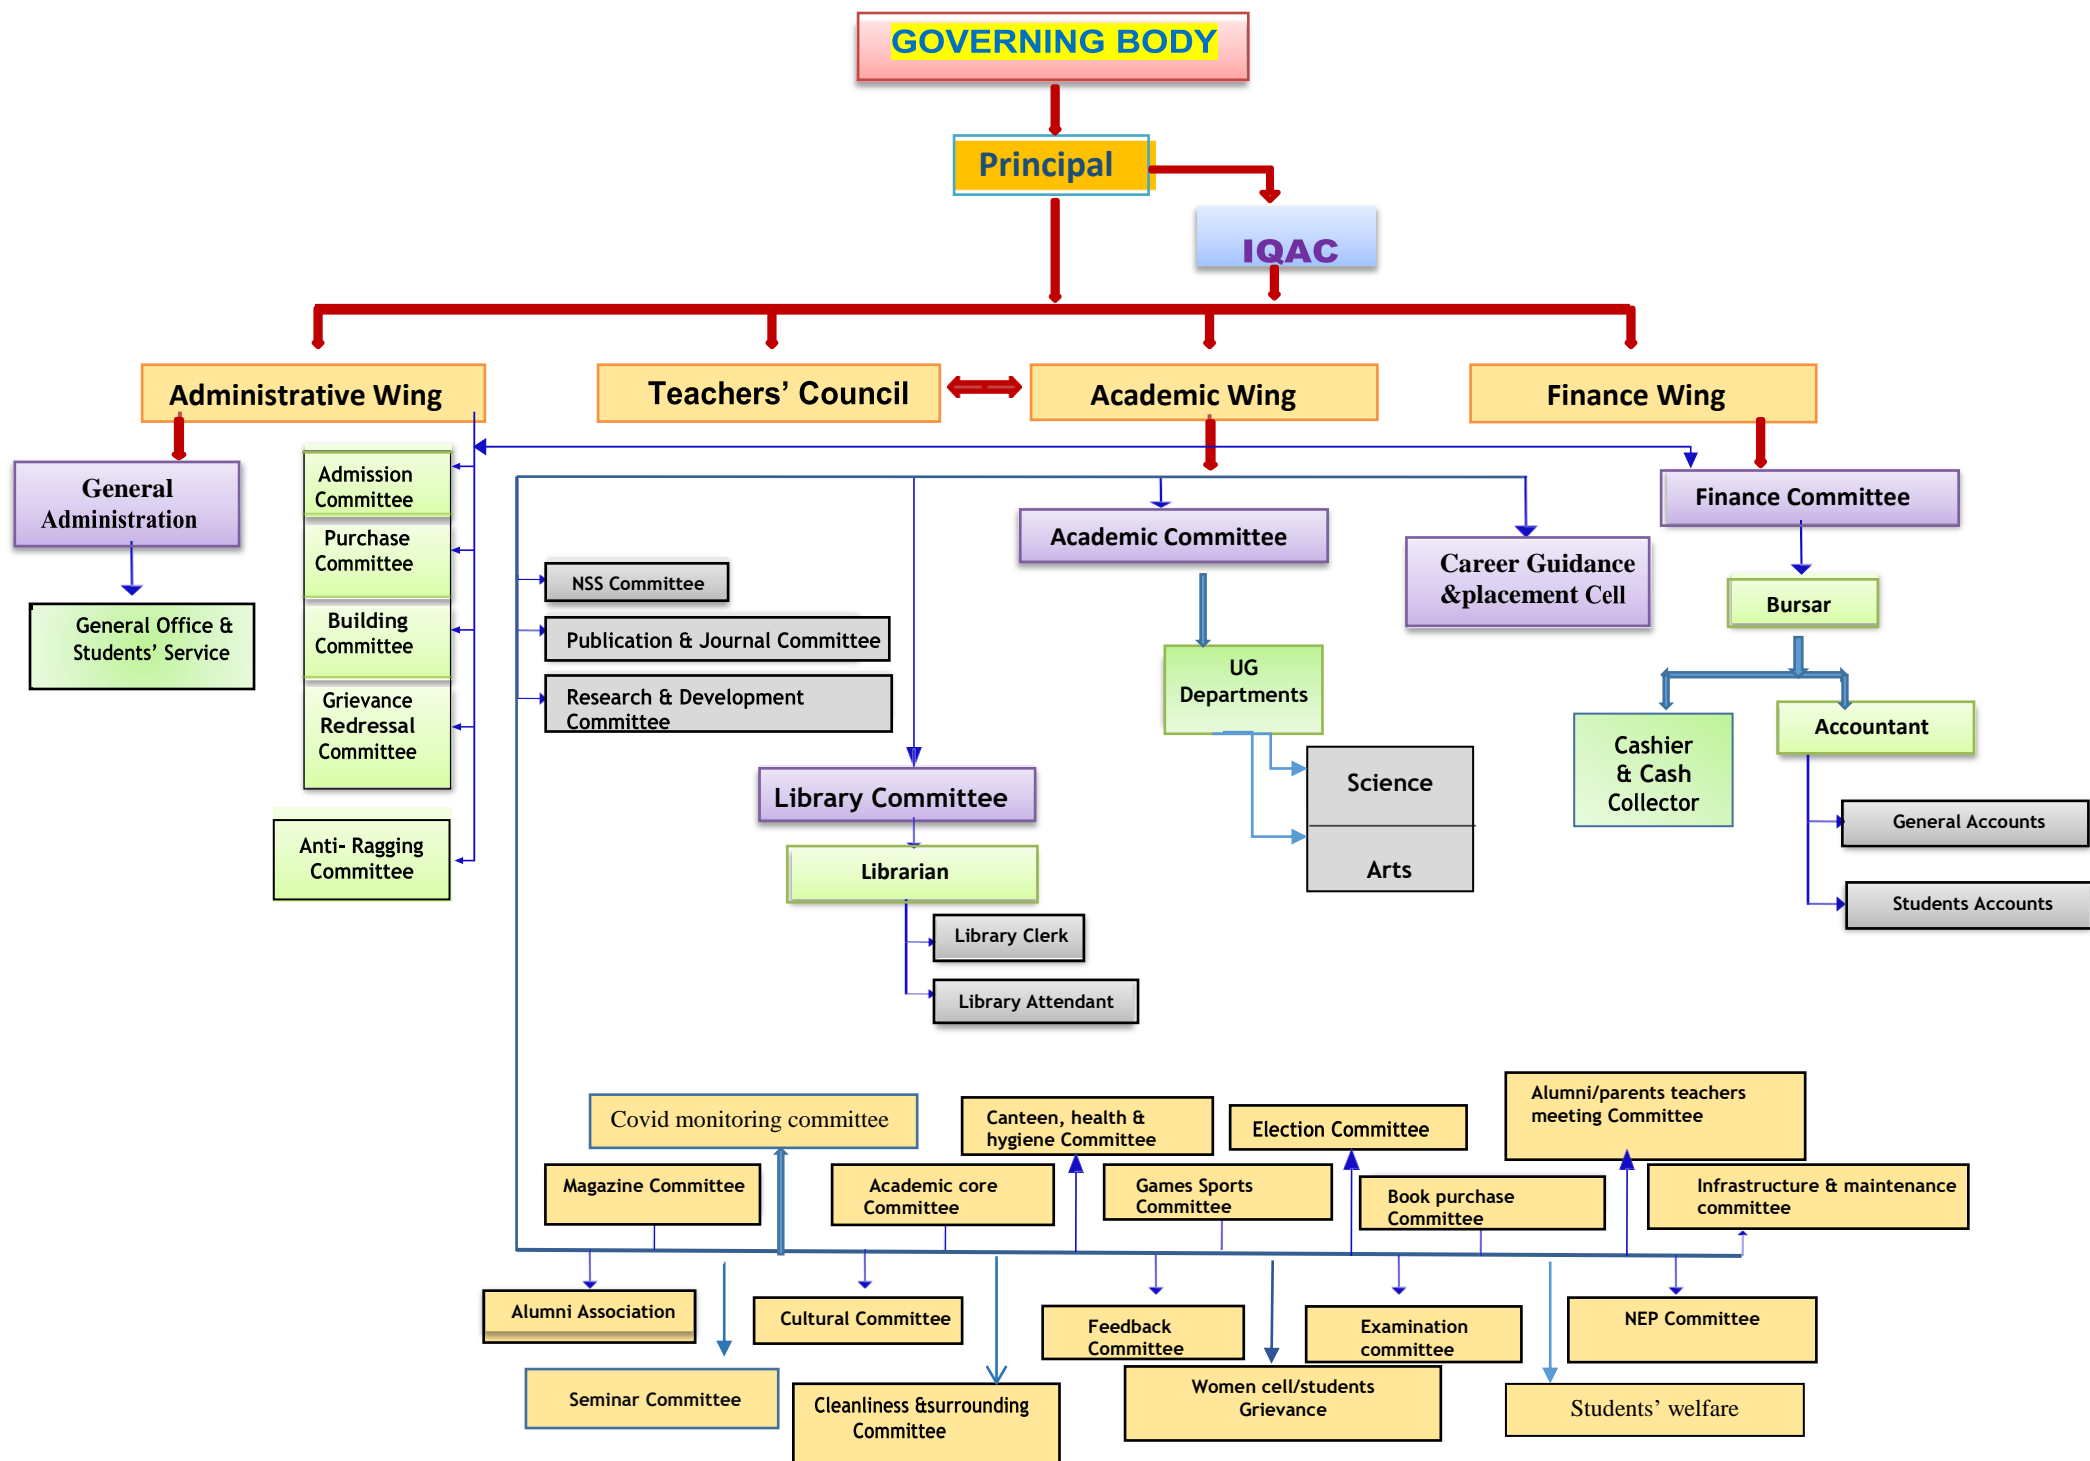 GOVERNING BODY
Principal
IQAC
Administrative Wing
Teachers’ Council
Academic Wing
Finance Wing
General
Administration
General Office &
Students’ Service
Admission
Committee
Purchase
Committee
Building
Committee
Grievance
Redressal
Committee
Anti- Ragging
Committee
NSS Committee
Publication & Journal Committee
Research & Development
Committee
Library Committee
Librarian
Library Clerk
Library Attendant
Academic Committee
UG
Departments
Science
Arts
Career Guidance
&placement Cell
Finance Committee
Bursar
Cashier
& Cash
Collector
Accountant
General Accounts
Students Accounts
Covid monitoring committee
Canteen, health &
hygiene Committee
Election Committee
Alumni/parents teachers
meeting Committee
Magazine Committee
Academic core
Committee
Games Sports
Committee
Book purchase
Committee
Infrastructure & maintenance
committee
Alumni Association
Cultural Committee
Feedback
Committee
Examination
committee
NEP Committee
Seminar Committee
Cleanliness &surrounding
Committee
Women cell/students
Grievance
Students’ welfare